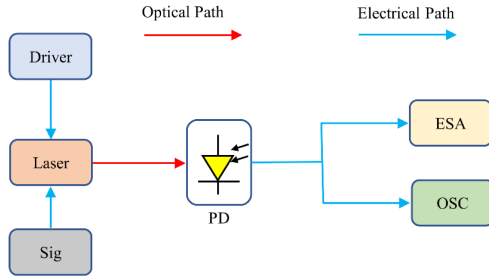 Optical Path
Electrical Path
Driver
Laser
Sig
PD
ESA
OSC